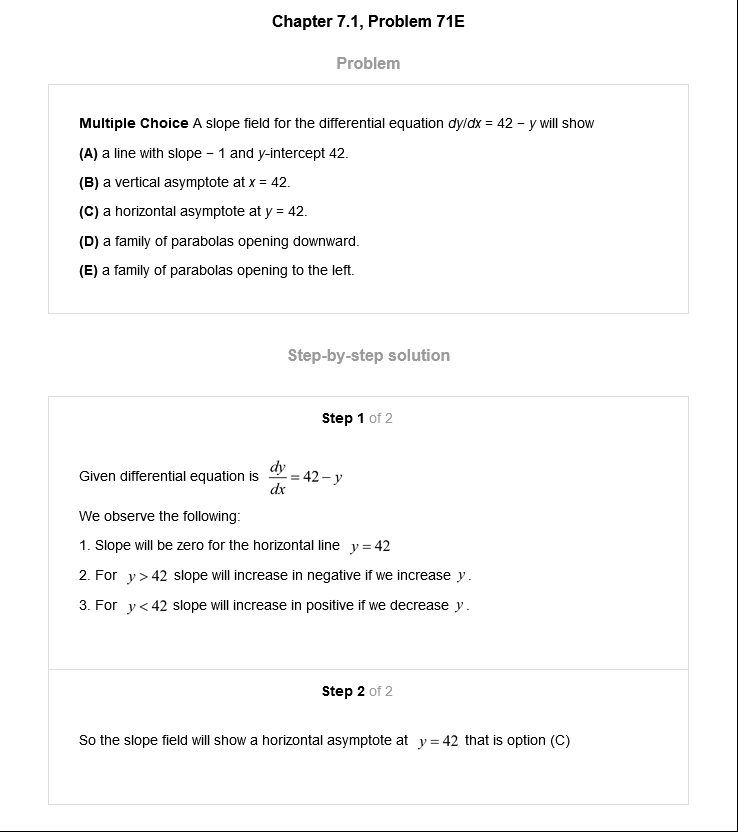 Chapter 7.1, Problem 71E
Problem
Multiple Choice A slope field for the differential equation dy/dx = 42 − y will show
(A) a line with slope − 1 and y-intercept 42.
(B) a vertical asymptote at x = 42.
(C) a horizontal asymptote at y = 42.
(D) a family of parabolas opening downward.
(E) a family of parabolas opening to the left.
Step-by-step solution
Step 1 of 2
Given differential equation is dy/dx = 42 − y
We observe the following:
1. Slope will be zero for the horizontal line y = 42
2. For y > 42 slope will increase in negative if we increase y.
3. For y < 42 slope will increase in positive if we decrease y.
Step 2 of 2
So the slope field will show a horizontal asymptote at y = 42 that is option (C)